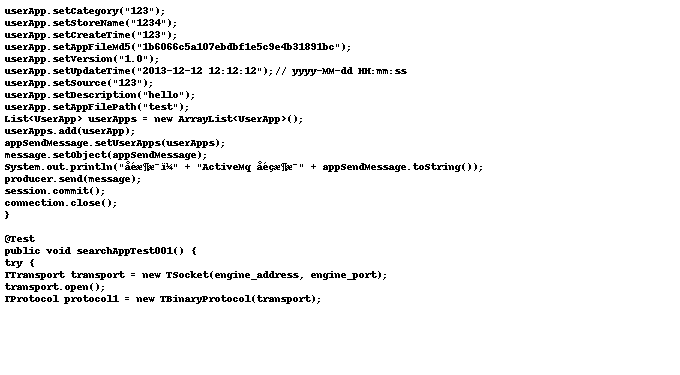 userApp.setCategory("123");
userApp.setStoreName("1234");
userApp.setCreateTime("123");
userApp.setAppFileMd5("1b6066c5a107ebdbf1e5c9e4b31891bc");
userApp.setVersion("1.0");
userApp.setUpdateTime("2013-12-12 12:12:12");// yyyy-MM-dd HH:mm:ss
userApp.setSource("123");
userApp.setDescription("hello");
userApp.setAppFilePath("test");
List<UserApp> userApps = new ArrayList<UserApp>();
userApps.add(userApp);
appSendMessage.setUserApps(userApps);
message.setObject(appSendMessage);
System.out.println("åéæ¶æ¯ï¼" + "ActiveMq åéçæ¶æ¯" + appSendMessage.toString());
producer.send(message);
session.commit();
connection.close();
}

@Test
public void searchAppTest001() {
try {
TTransport transport = new TSocket(engine_address, engine_port);
transport.open();
TProtocol protocol1 = new TBinaryProtocol(transport);